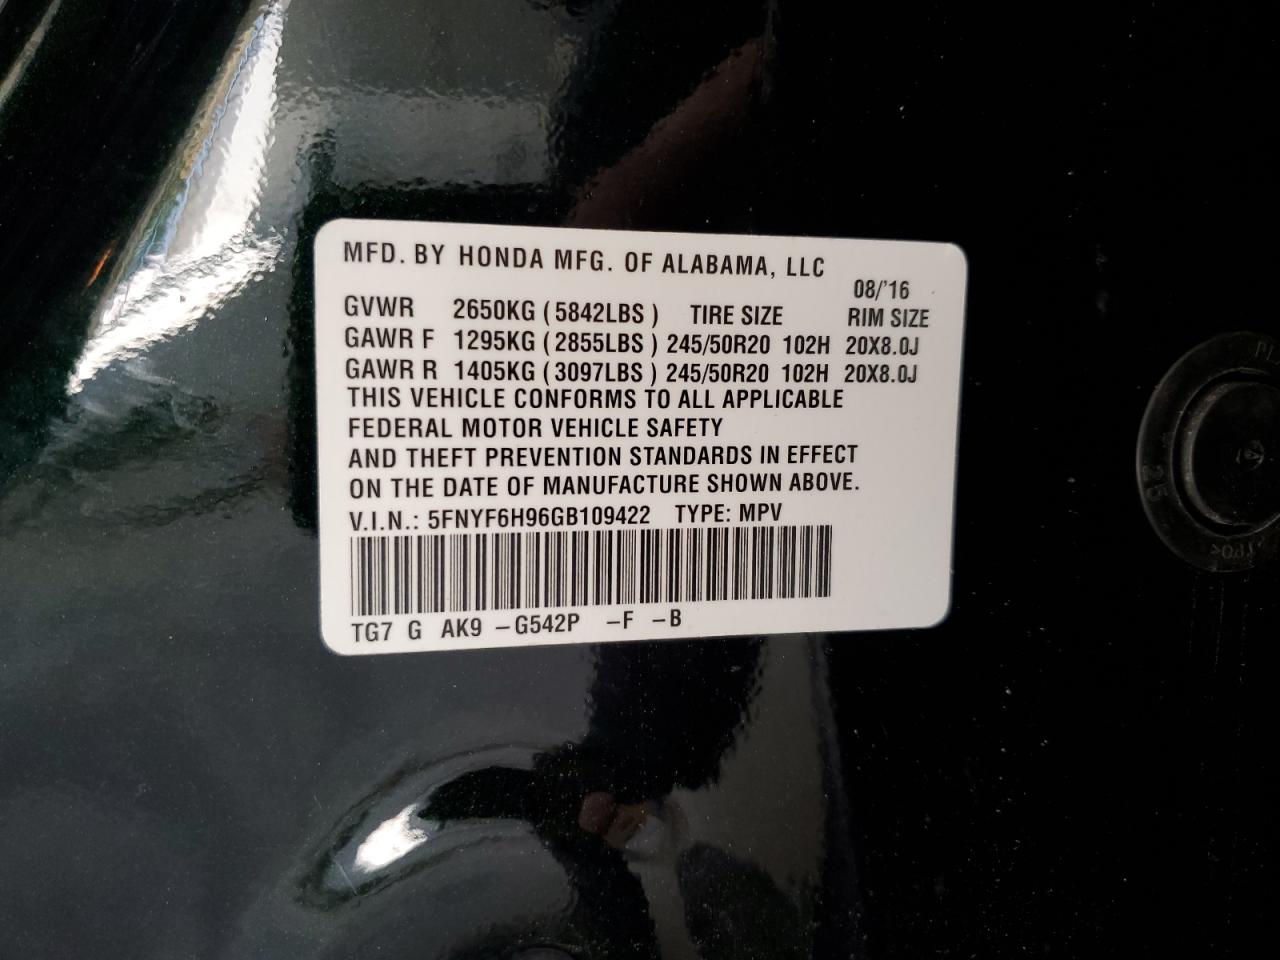 MFD. BY HONDA MFG. OF ALABAMA, LLC
08/'16
GVWR 2650KG (5842LBS) TIRE SIZE RIM SIZE
GAWR F 1295KG (2855LBS) 245/50R20 102H 20X8.0J
GAWR R 1405KG (3097LBS) 245/50R20 102H 20X8.0J
THIS VEHICLE CONFORMS TO ALL APPLICABLE
FEDERAL MOTOR VEHICLE SAFETY
AND THEFT PREVENTION STANDARDS IN EFFECT
ON THE DATE OF MANUFACTURE SHOWN ABOVE.
V.I.N.: 5FNYF6H96GB109422 TYPE: MPV
TG7 G AK9 -G542P -F -B